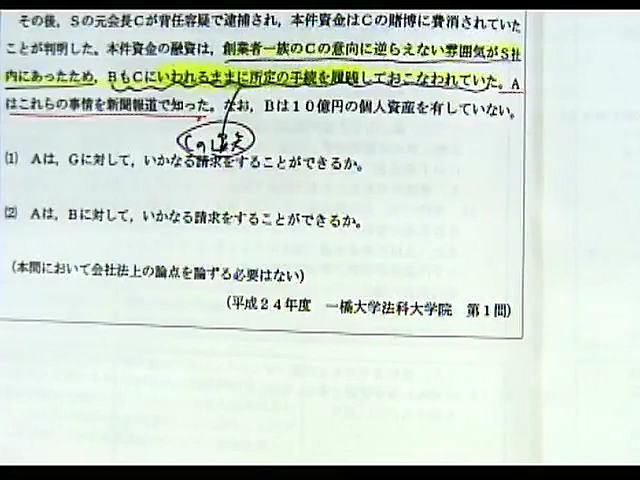 その後，Ｓの元会長Ｃが背任容疑で逮捕され，本件資金はＣの賭博に費消されていた
ことが判明した。本件資金の融資は，創業者一族のＣの意向に逆らえない雰囲気がＳ社
内にあったため，ＢもＣにいわれるままに所定の手続を履践しておこなわれていた。Ａ
はこれらの事情を新聞報道で知った。なお，Ｂは１０億円の個人資産を有していない。
Cの
⑴ Ａは，Ｇに対して，いかなる請求をすることができるか。
⑵ Ａは，Ｂに対して，いかなる請求をすることができるか。
（本問において会社法上の論点を論ずる必要はない）
（平成２４年度 一橋大学法科大学院 第１問）